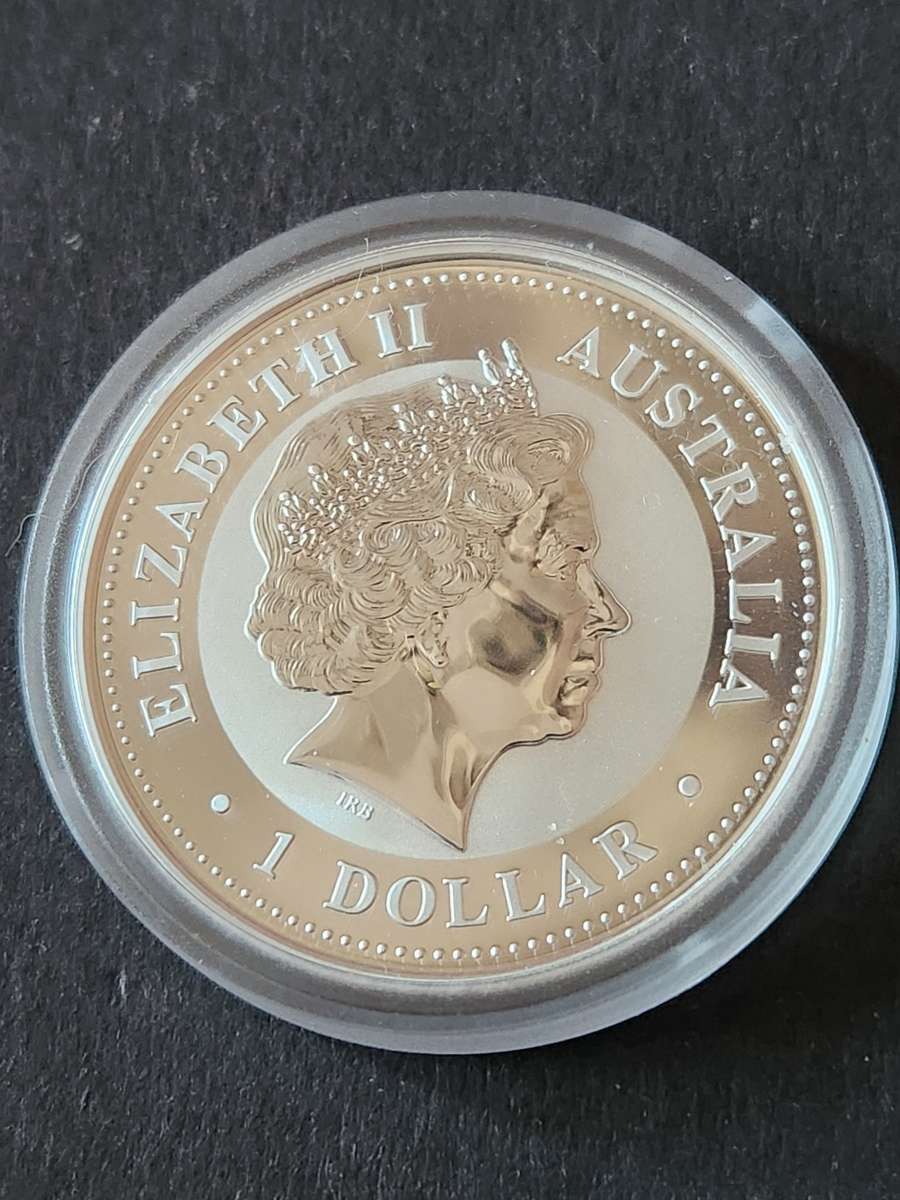 ELIZABETH II AUSTRALIA
IRB
1 DOLLAR